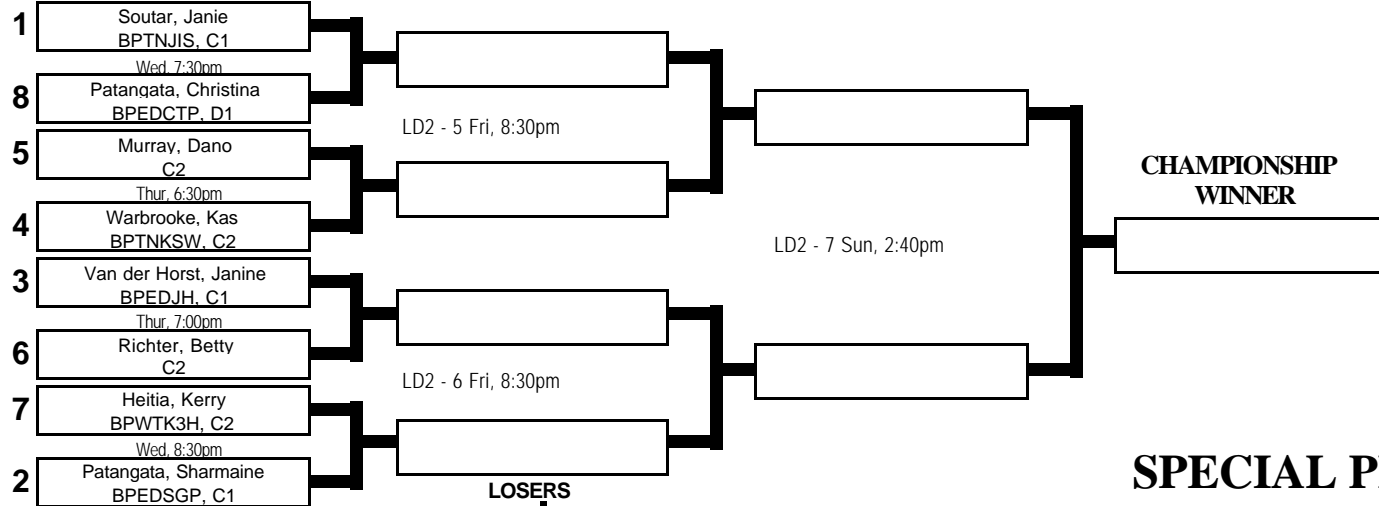 1
Soutar, Janie
BPTNJIS, C1
Wed, 7:30pm
8
Patangata, Christina
BPEDCTP, D1
LD2 - 5 Fri, 8:30pm
5
Murray, Dano
C2
Thur, 6:30pm
4
Warbrooke, Kas
BPTNKSW, C2
CHAMPIONSHIP
WINNER
LD2 - 7 Sun, 2:40pm
3
Van der Horst, Janine
BPEDJH, C1
Thur, 7:00pm
6
Richter, Betty
C2
LD2 - 6 Fri, 8:30pm
7
Heitia, Kerry
BPWTK3H, C2
Wed, 8:30pm
2
Patangata, Sharmaine
BPEDSGP, C1
LOSERS
SPECIAL